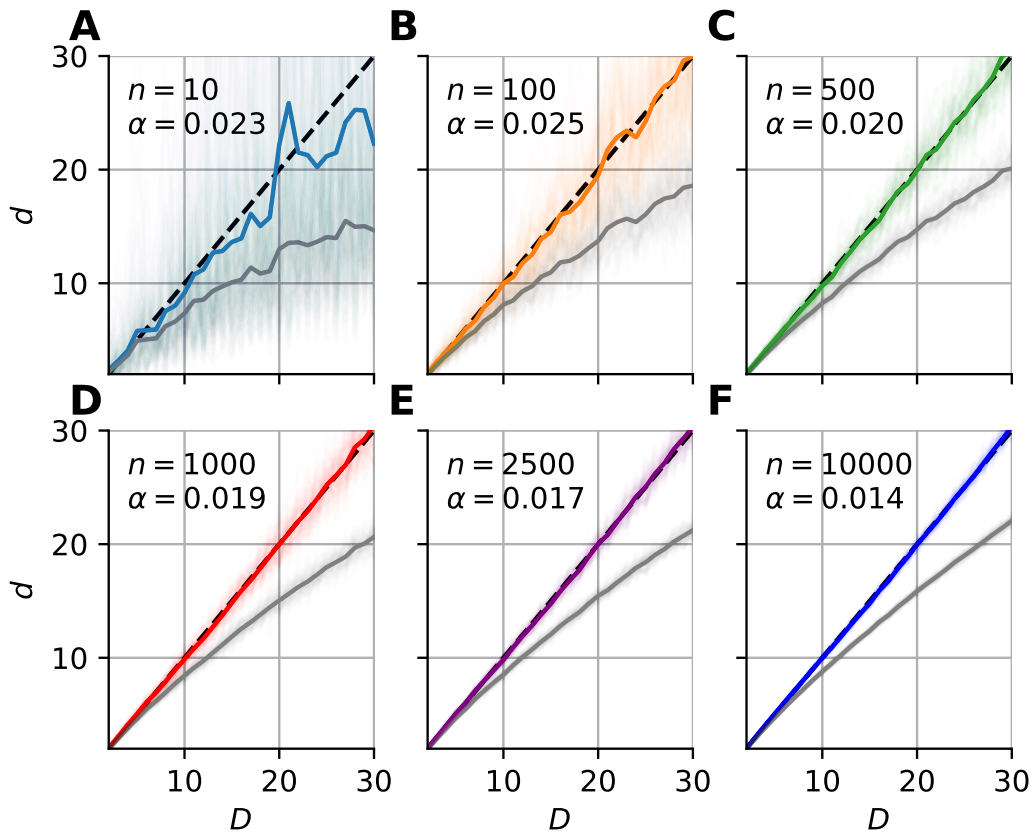 A
B
C
30
20
10
d
n = 10
α = 0.023
n = 100
α = 0.025
n = 500
α = 0.020
D
E
F
30
20
10
d
n = 1000
α = 0.019
n = 2500
α = 0.017
n = 10000
α = 0.014
10 20 30
10 20 30
10 20 30
D
D
D